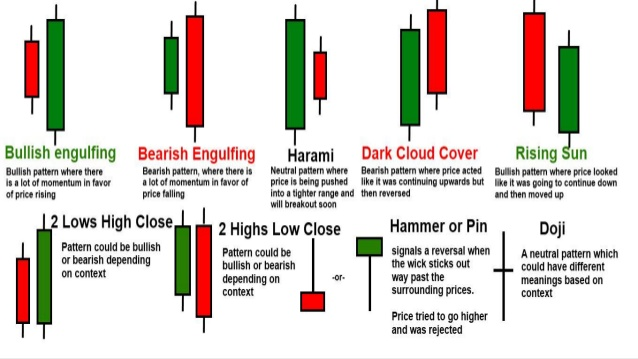 Bullish engulfing
Bullish pattern where there
is a lot of momentum in favor
of price rising
Bearish Engulfing
Bearish pattern, where there is
a lot of momentum in favor of
price falling
Harami
Neutral pattern where
price is being pushed
into a tighter range and
will breakout soon
Dark Cloud Cover
Bearish pattern where price acted
like it was continuing upwards but
then reversed
Rising Sun
Bullish pattern where price looked
like it was going to continue down
and then moved up
2 Lows High Close
Pattern could be bullish
or bearish depending
on context
2 Highs Low Close
Pattern could be
bullish or bearish
depending on
context
-or-
Hammer or Pin
signals a reversal when
the wick sticks out
way past the
surrounding prices.
Price tried to go higher
and was rejected
Doji
A neutral pattern which
could have different
meanings based on
context